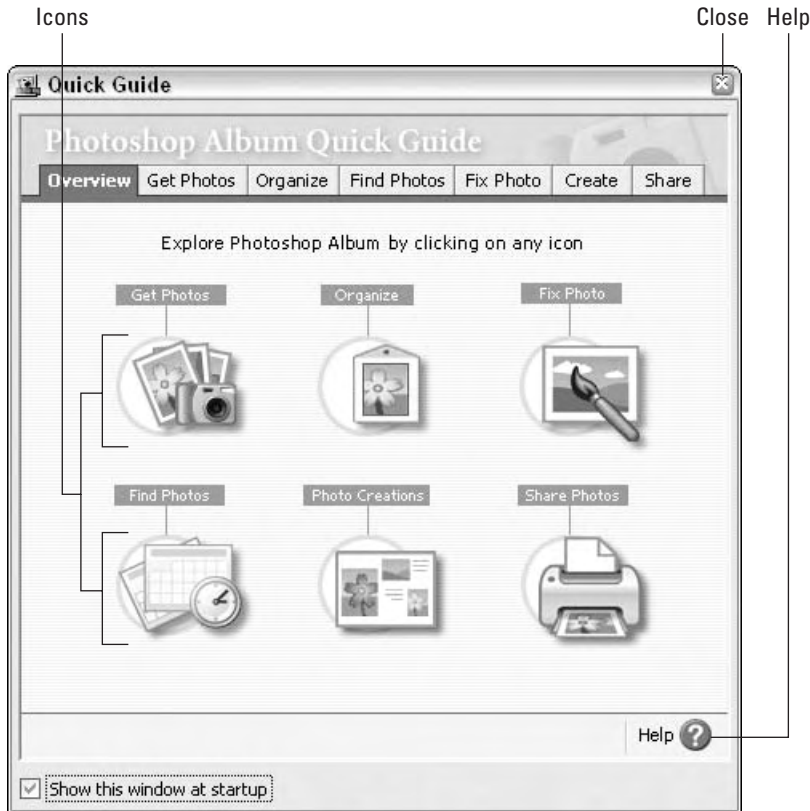 Icons
Close Help
Quick Guide
Photoshop Album Quick Guide
Overview Get Photos Organize Find Photos Fix Photo Create Share
Explore Photoshop Album by clicking on any icon
Get Photos Organize Fix Photo
Find Photos Photo Creations Share Photos
Help ?
Show this window at startup